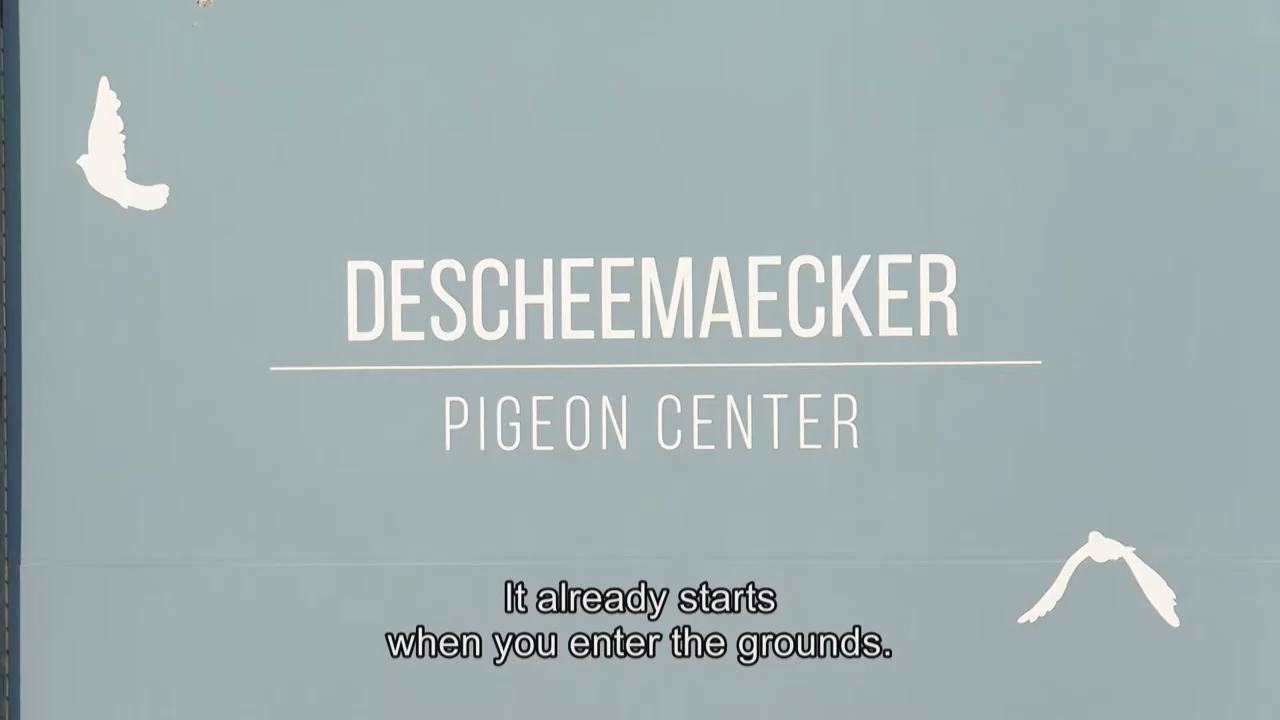 DESCHEEMAECKER
PIGEON CENTER
It already starts
when you enter the grounds.